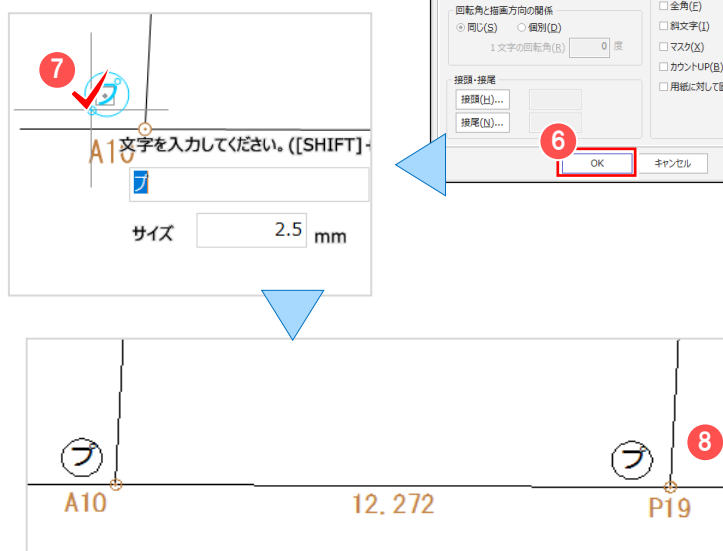 回転角と描画方向の関係
同じ(S) 個別(D)
1文字の回転角(R) 0 度
接頭・接尾
接頭(H)...
接尾(N)...
全角(F)
斜文字(I)
マスク(Q)
カウントUP(B)
用紙に対して
6
OK キャンセル
7
プ
A10
文字を入力してください。([SHIFT]+
プ
サイズ 2.5 mm
プ プ
8
A10 12.272 P19